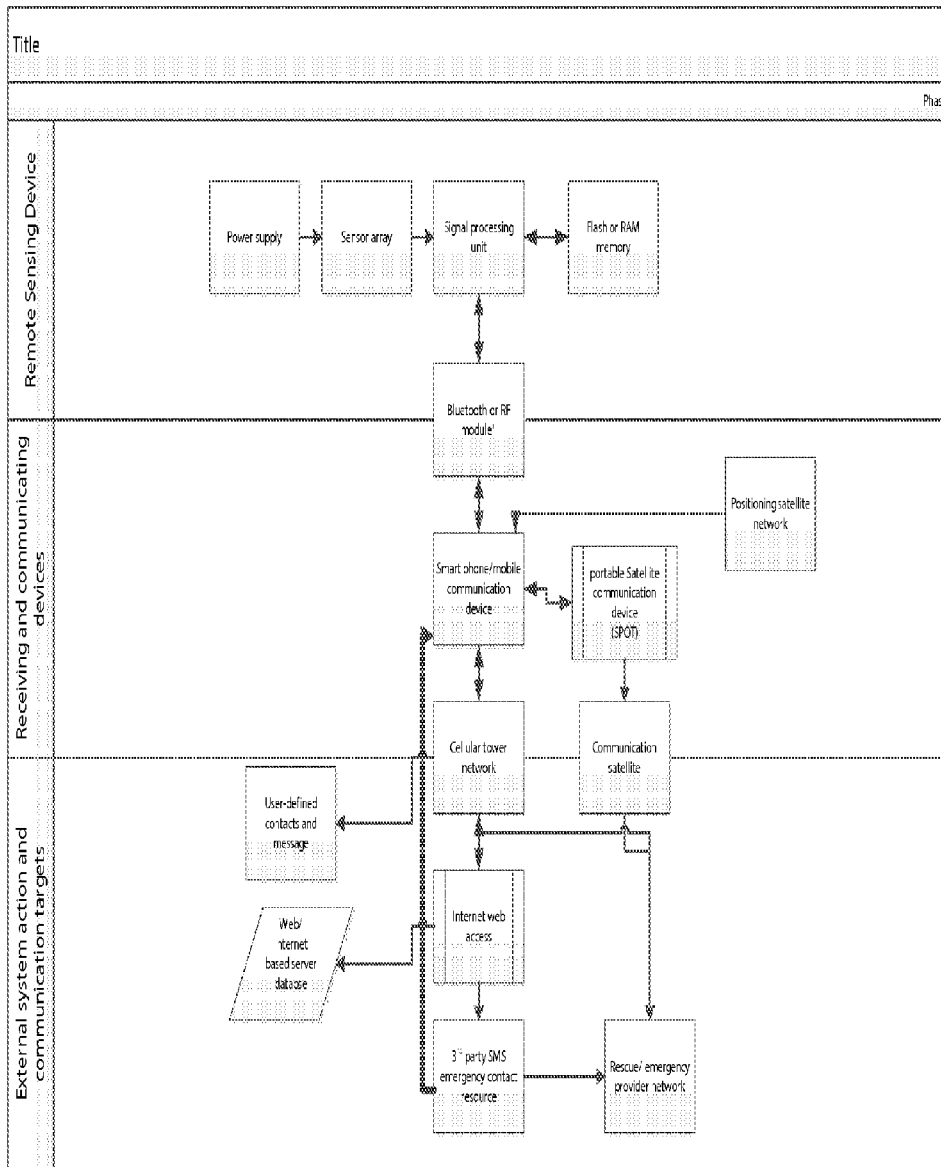 Title
Phas
Remote Sensing Device
Power supply
Sensor array
Signal processing
unit
Flash or RAM
memory
Bluetooth or RF
module'
Receiving and communicating
devices
Positioning satellite
network
Smart phone/mobile
communication
device
portable Satellite
communication
device
(SPOT)
Cellular tower
network
Communication
satellite
External system action and
communication targets
User-defined
contacts and
message
Internet web
access
Web/
internet
based server
databse
3rd party SMS
emergency contact
resource
Rescue/ emergency
provider network